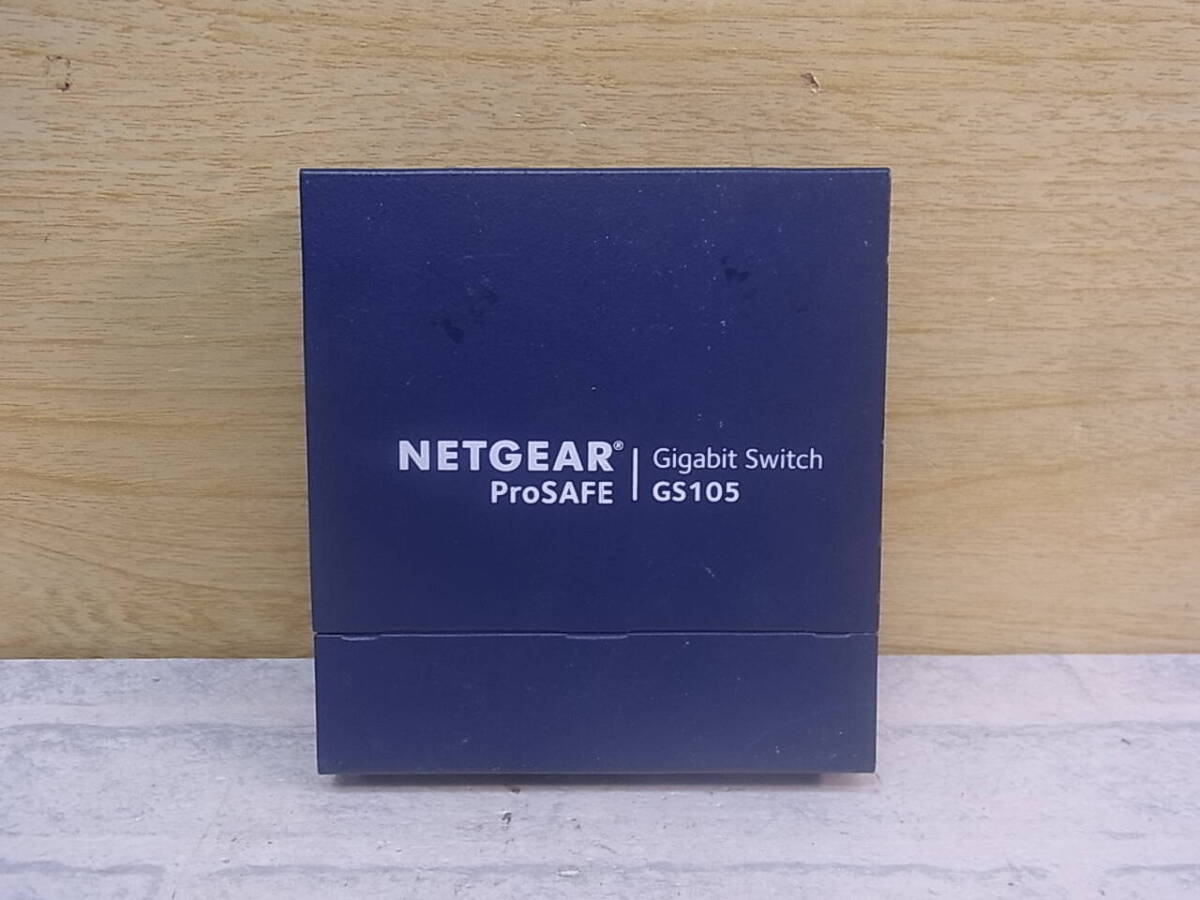 NETGEAR®
ProSAFE
Gigabit Switch
GS105